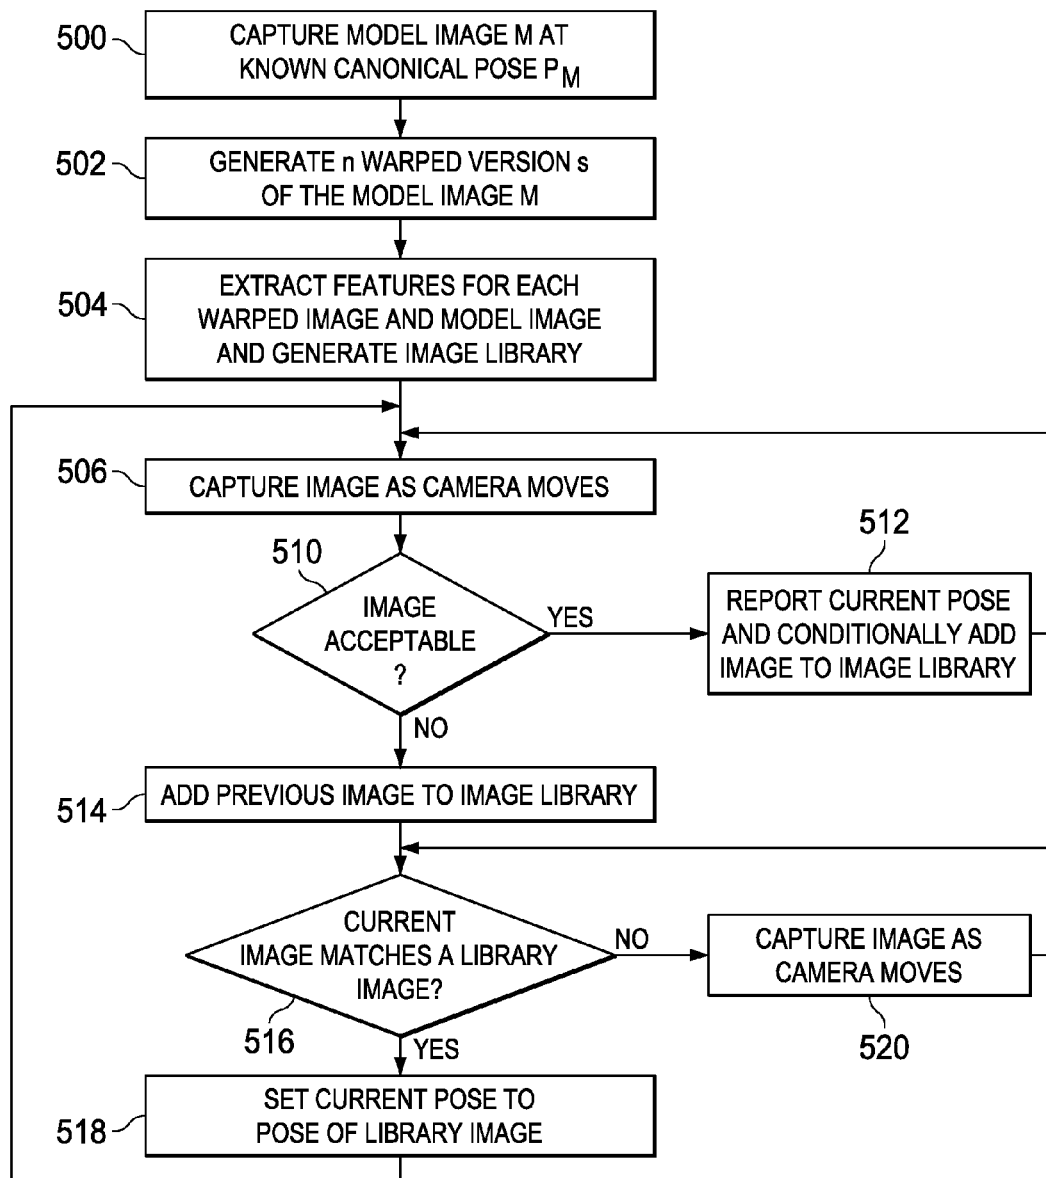 500
CAPTURE MODEL IMAGE M AT
KNOWN CANONICAL POSE PM
502
GENERATE n WARPED VERSION s
OF THE MODEL IMAGE M
504
EXTRACT FEATURES FOR EACH
WARPED IMAGE AND MODEL IMAGE
AND GENERATE IMAGE LIBRARY
506
CAPTURE IMAGE AS CAMERA MOVES
510
IMAGE
ACCEPTABLE
?
YES
512
REPORT CURRENT POSE
AND CONDITIONALLY ADD
IMAGE TO IMAGE LIBRARY
NO
514
ADD PREVIOUS IMAGE TO IMAGE LIBRARY
CURRENT
IMAGE MATCHES A LIBRARY
IMAGE?
516
NO
CAPTURE IMAGE AS
CAMERA MOVES
520
YES
518
SET CURRENT POSE TO
POSE OF LIBRARY IMAGE